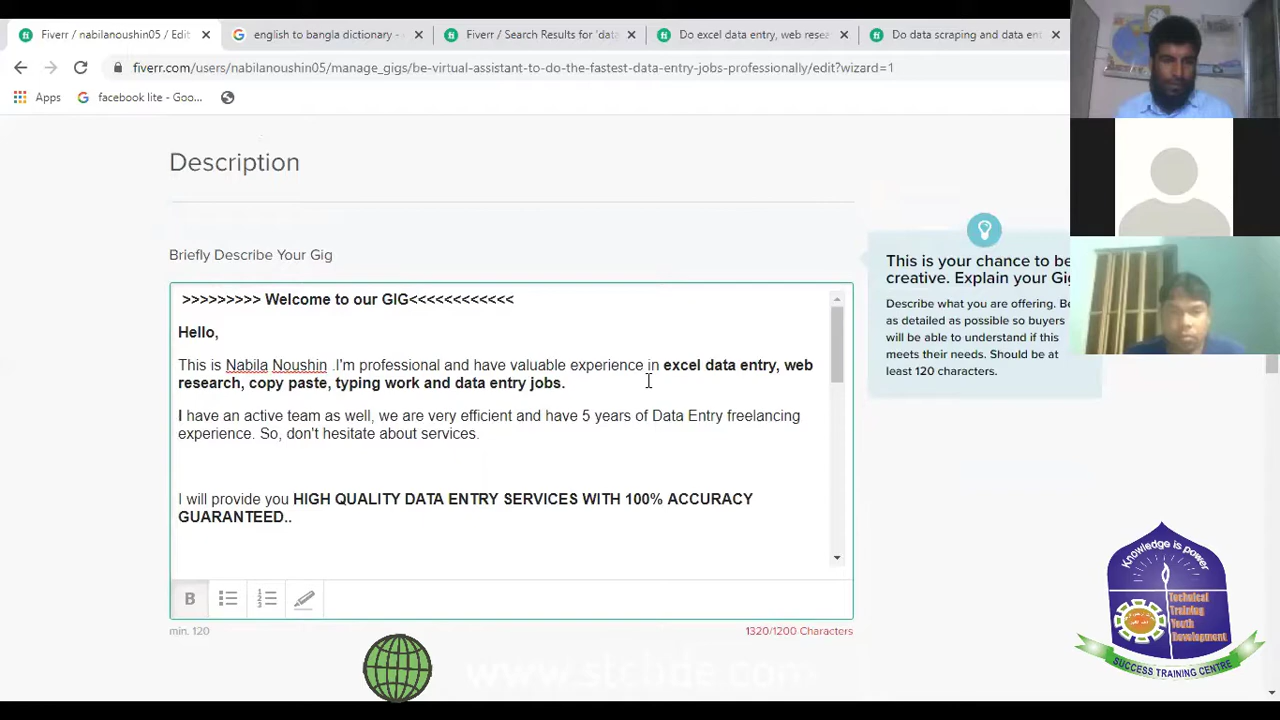 Fiverr / nabilanoushin05 / Edit
english to bangla dictionary -
Fiverr / Search Results for 'data
Do excel data entry, web resea
Do data scraping and data ent
fiverr.com/users/nabilanoushin05/manage_gigs/be-virtual-assistant-to-do-the-fastest-data-entry-jobs-professionally/edit?wizard=1
Apps
facebook lite - Goo...
Description
Briefly Describe Your Gig
>>>>>>>>> Welcome to our GIG<<<<<<<<<<<<
Hello,
This is Nabila Noushin .I'm professional and have valuable experience in excel data entry, web
research, copy paste, typing work and data entry jobs.
I have an active team as well, we are very efficient and have 5 years of Data Entry freelancing
experience. So, don't hesitate about services.
I will provide you HIGH QUALITY DATA ENTRY SERVICES WITH 100% ACCURACY
GUARANTEED..
B
min. 120
1320/1200 Characters
This is your chance to be
creative. Explain your Gig
Describe what you are offering. Be
as detailed as possible so buyers
will be able to understand if this
meets their needs. Should be at
least 120 characters.
Knowledge is power
Technical
Training
Youth
Development
SUCCESS TRAINING CENTRE